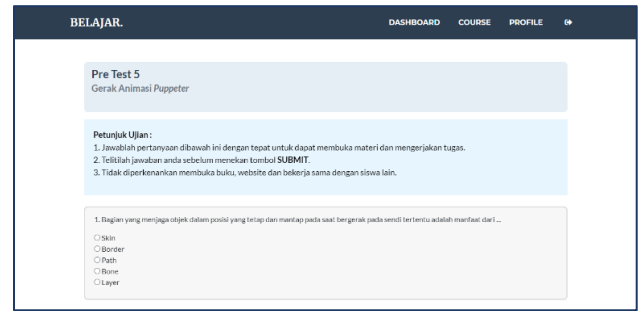 BELAJAR.
DASHBOARD COURSE PROFILE
Pre Test 5
Gerak Animasi Puppeter
Petunjuk Ujian :
1. Jawablah pertanyaan dibawah ini dengan tepat untuk dapat membuka materi dan mengerjakan tugas.
2. Telitilah jawaban anda sebelum menekan tombol SUBMIT.
3. Tidak diperkenankan membuka buku, website dan bekerja sama dengan siswa lain.
1. Bagian yang menjaga objek dalam posisi yang tetap dan mantap pada saat bergerak pada sendi tertentu adalah manfaat dari ...
Skin
Border
Path
Bone
Layer